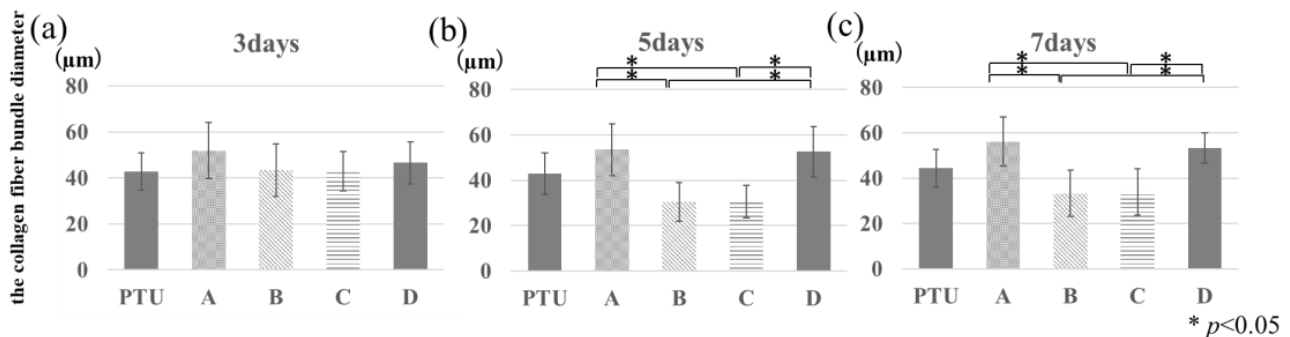 the collagen fiber bundle diameter
(a)
3days
(μm)
80
60
40
20
0
PTU A B C D
(b)
5days
(μm)
* *
* *
80
60
40
20
0
PTU A B C D
(c)
7days
(μm)
* *
* *
80
60
40
20
0
PTU A B C D
* p<0.05